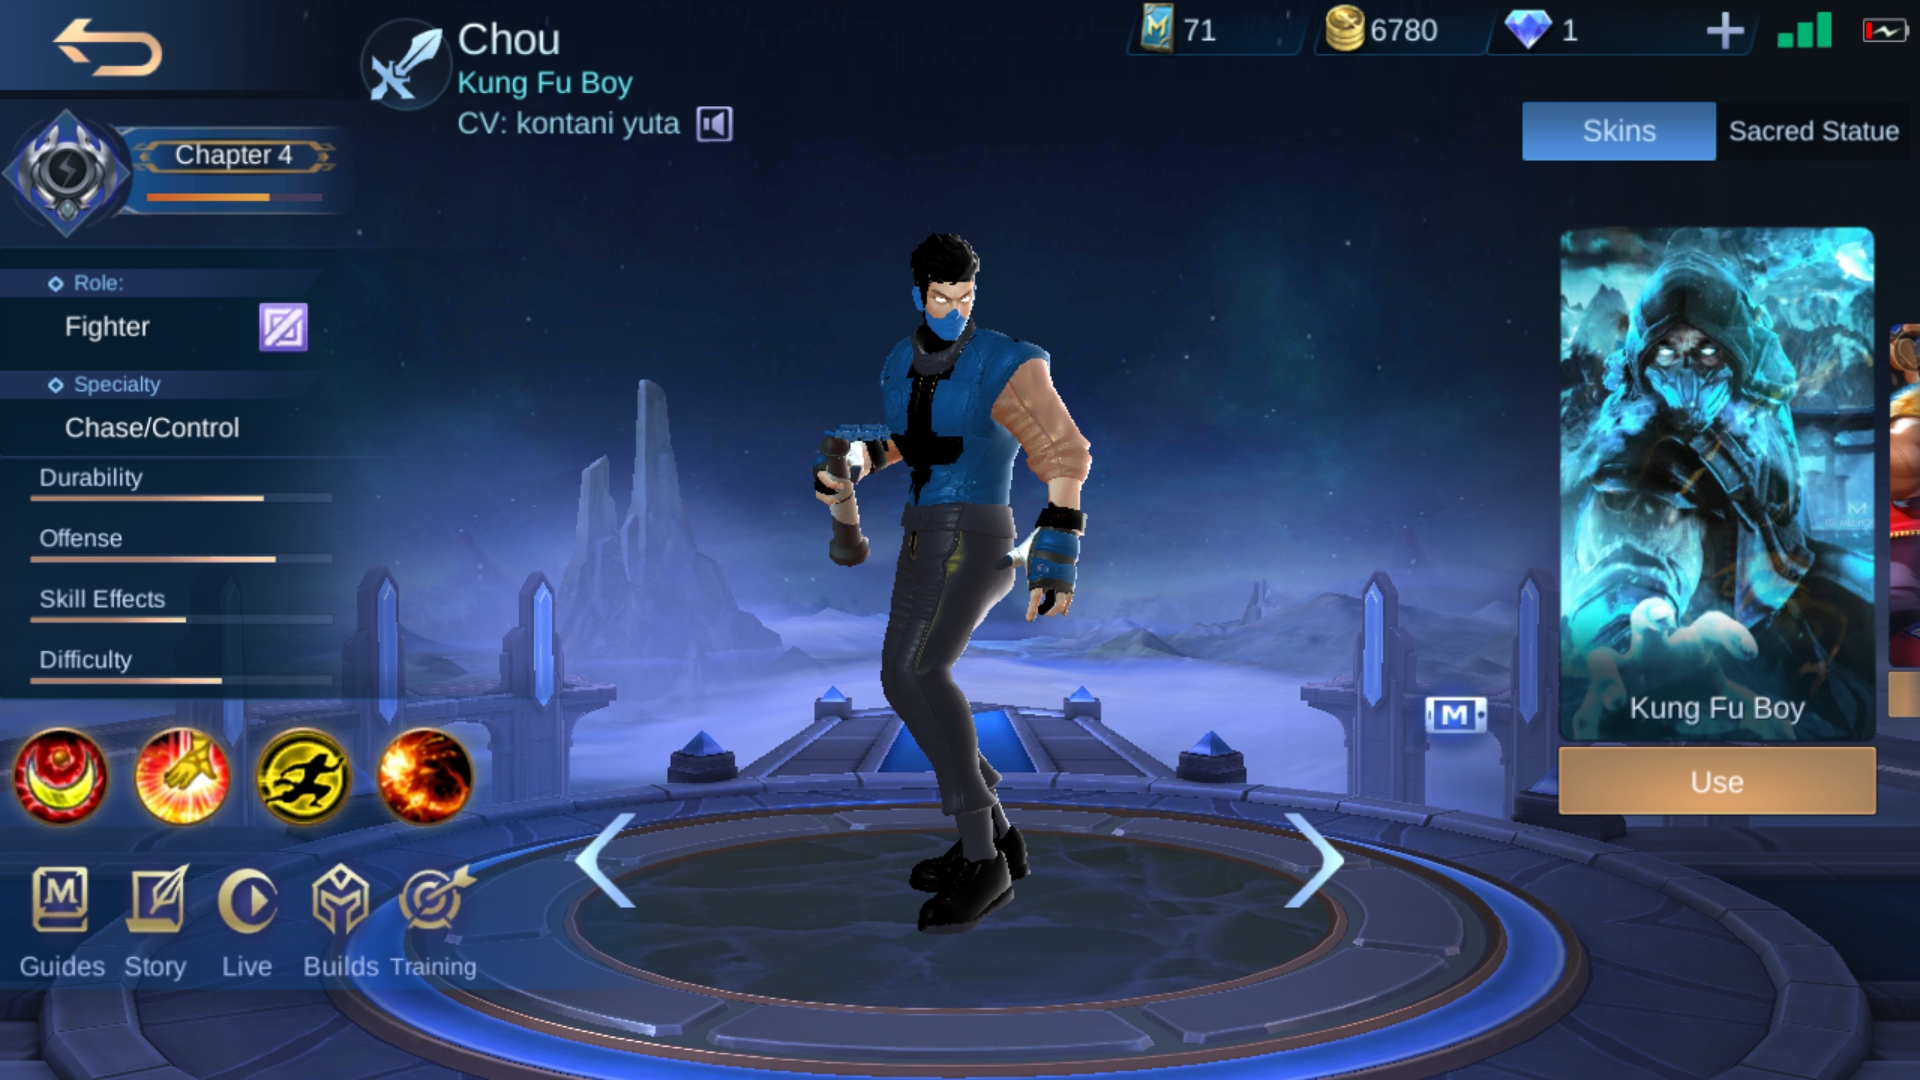 Chou
Kung Fu Boy
CV: kontani yuta
71
6780
1
Skins
Sacred Statue
Chapter 4
Role:
Fighter
Specialty
Chase/Control
Durability
Offense
Skill Effects
Difficulty
M
Kung Fu Boy
Use
Guides
Story
Live
Builds
Training